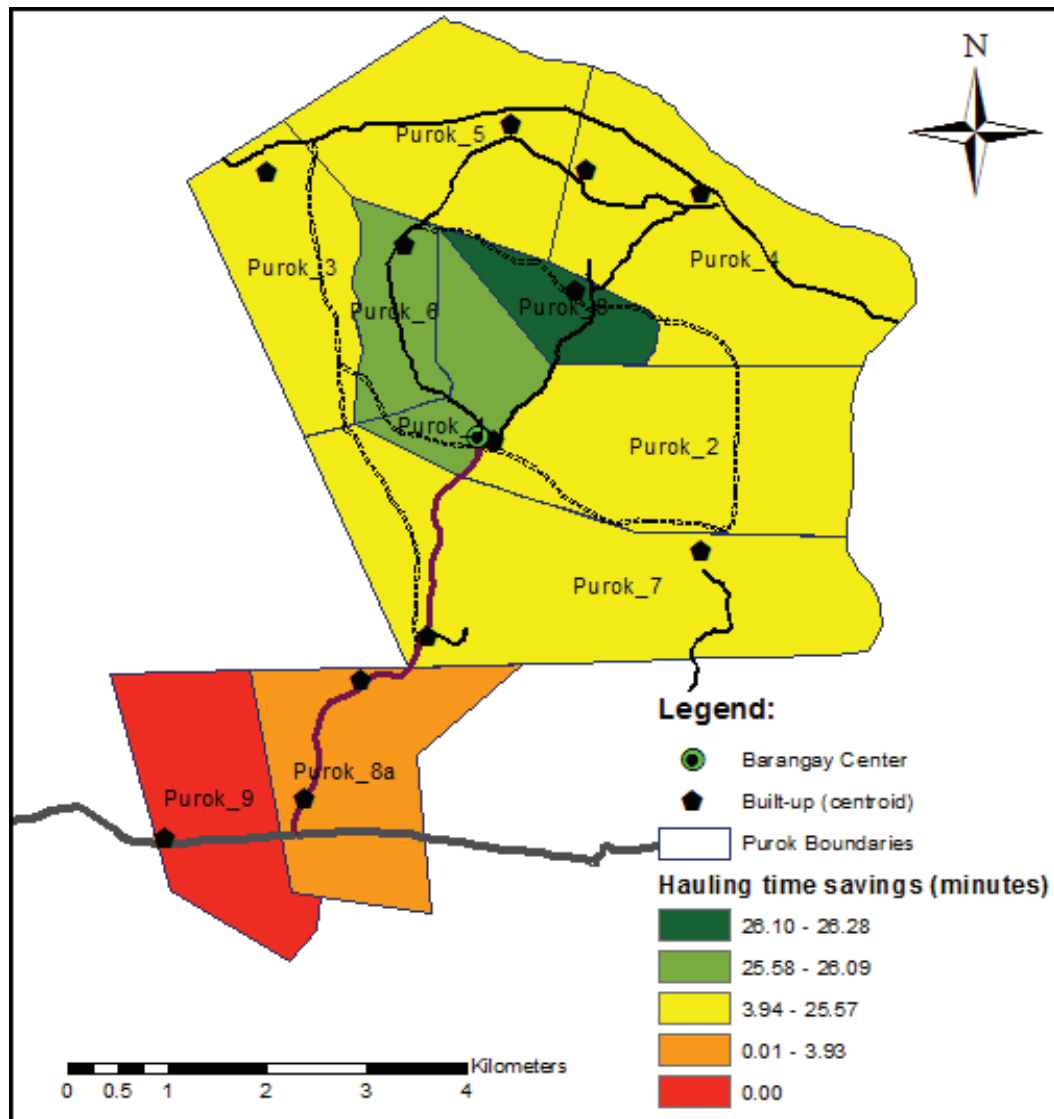 N
Purok_5
Purok_4
Purok_3
Purok_8
Purok_6
Purok_
Purok_2
Purok_7
Purok_8a
Purok_9
Legend:
Barangay Center
Built-up (centroid)
Purok Boundaries
Hauling time savings (minutes)
26.10 - 26.28
25.58 - 26.09
3.94 - 25.57
0.01 - 3.93
0.00
Kilometers
0 0.5 1 2 3 4